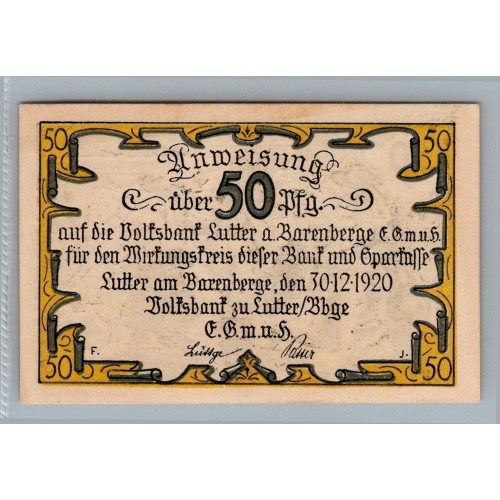 50 50
Anweisung
über 50 Pfg.
auf die Volksbank Lutter a. Barenberge E.G.m.u.H.
für den Wirkungskreis dieser Bank und Sparkasse
Lutter am Barenberge, den 30·12·1920
Volksbank zu Lutter/Bbge
E.G.m.u.H.
F. Lüttge J.
50 50